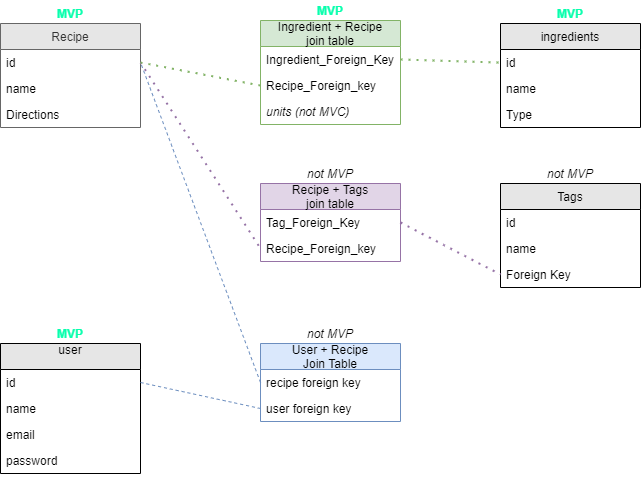 MVP
Recipe
id
name
Directions
MVP
Ingredient + Recipe
join table
Ingredient_Foreign_Key
Recipe_Foreign_key
units (not MVC)
MVP
ingredients
id
name
Type
not MVP
Recipe + Tags
join table
Tag_Foreign_Key
Recipe_Foreign_key
not MVP
Tags
id
name
Foreign Key
MVP
user
id
name
email
password
not MVP
User + Recipe
Join Table
recipe foreign key
user foreign key